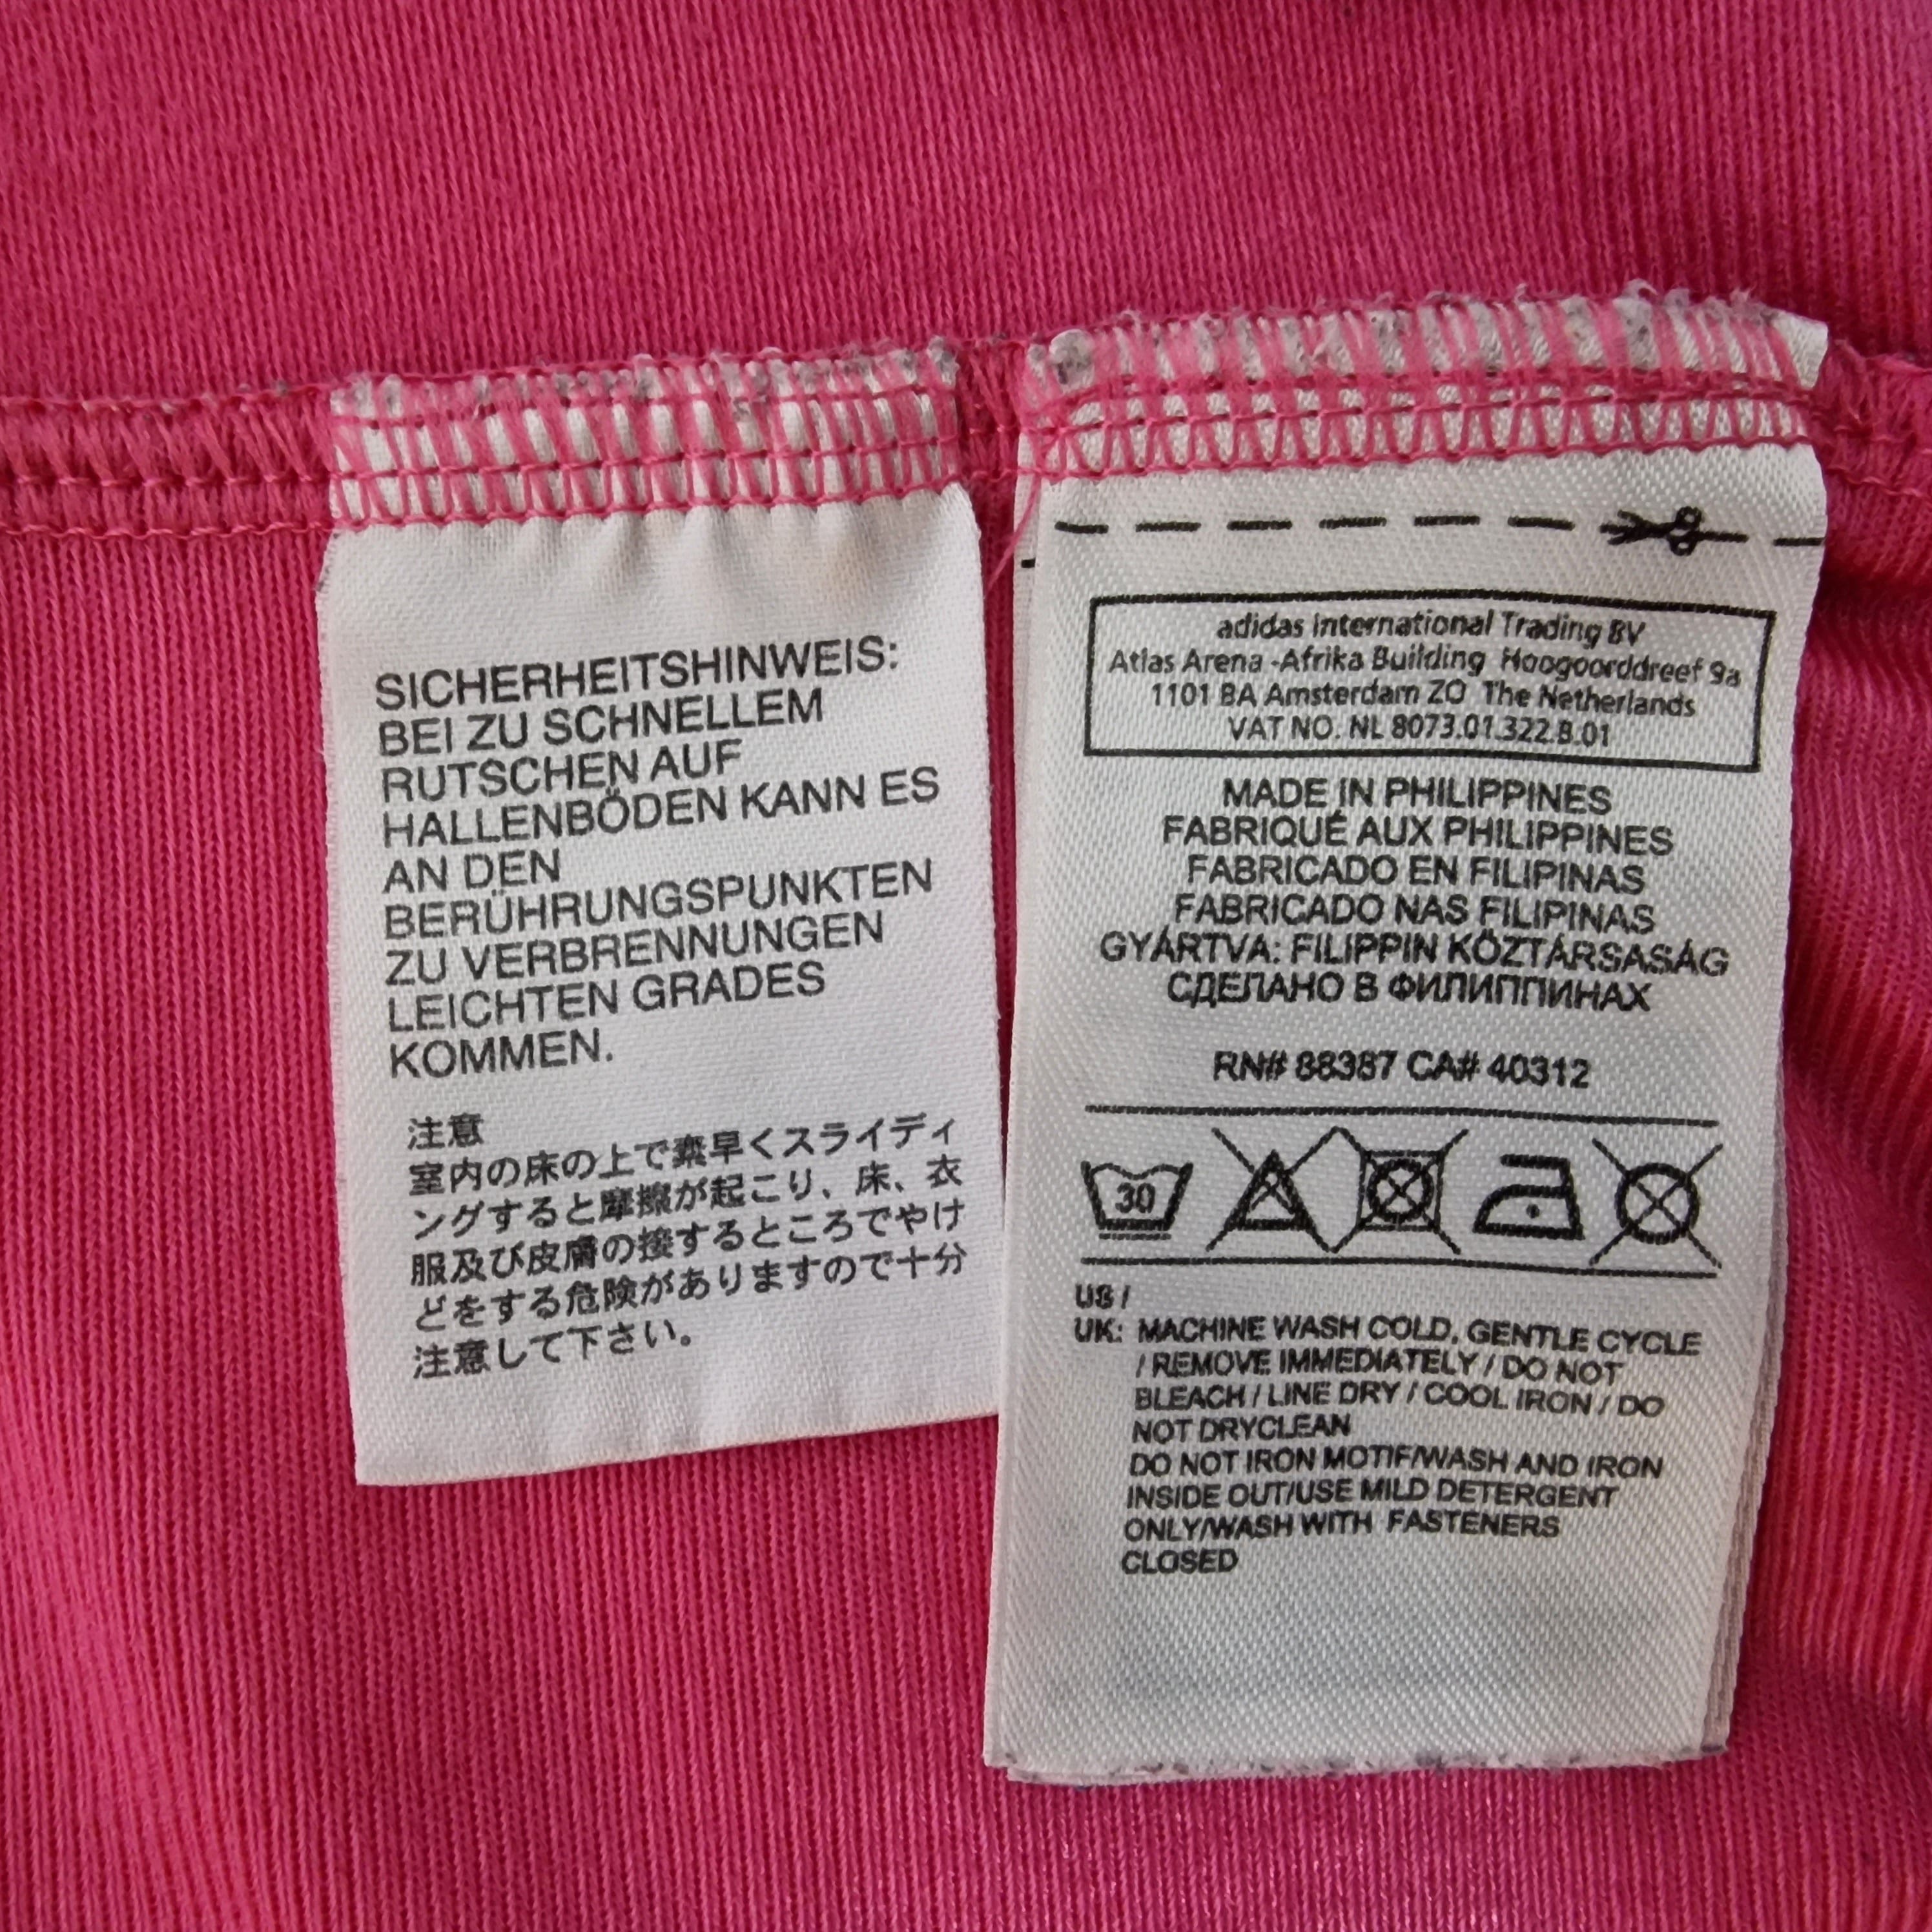 SICHERHEITSHINWEIS:
BEI ZU SCHNELLEM
RUTSCHEN AUF
HALLENBÖDEN KANN ES
AN DEN
BERÜHRUNGSPUNKTEN
ZU VERBRENNUNGEN
LEICHTEN GRADES
KOMMEN.
注意
室内の床の上で素早くスライディ
ングすると摩擦が起こり、床、衣
服及び皮膚の接するところでやけ
どをする危険がありますので十分
注意して下さい。
adidas International Trading BV
Atlas Arena -Afrika Building Hoogoorddreef 9a
1101 BA Amsterdam ZO The Netherlands
VAT NO. NL 8073.01.322.B.01
MADE IN PHILIPPINES
FABRIQUÉ AUX PHILIPPINES
FABRICADO EN FILIPINAS
FABRICADO NAS FILIPINAS
GYÁRTVA: FILIPPIN KÖZTÁRSASÁG
СДЕЛАНО В ФИЛИППИНАХ
RN# 88387 CA# 40312
30
US /
UK: MACHINE WASH COLD, GENTLE CYCLE
/ REMOVE IMMEDIATELY / DO NOT
BLEACH / LINE DRY / COOL IRON / DO
NOT DRYCLEAN
DO NOT IRON MOTIF/WASH AND IRON
INSIDE OUT/USE MILD DETERGENT
ONLY/WASH WITH FASTENERS
CLOSED